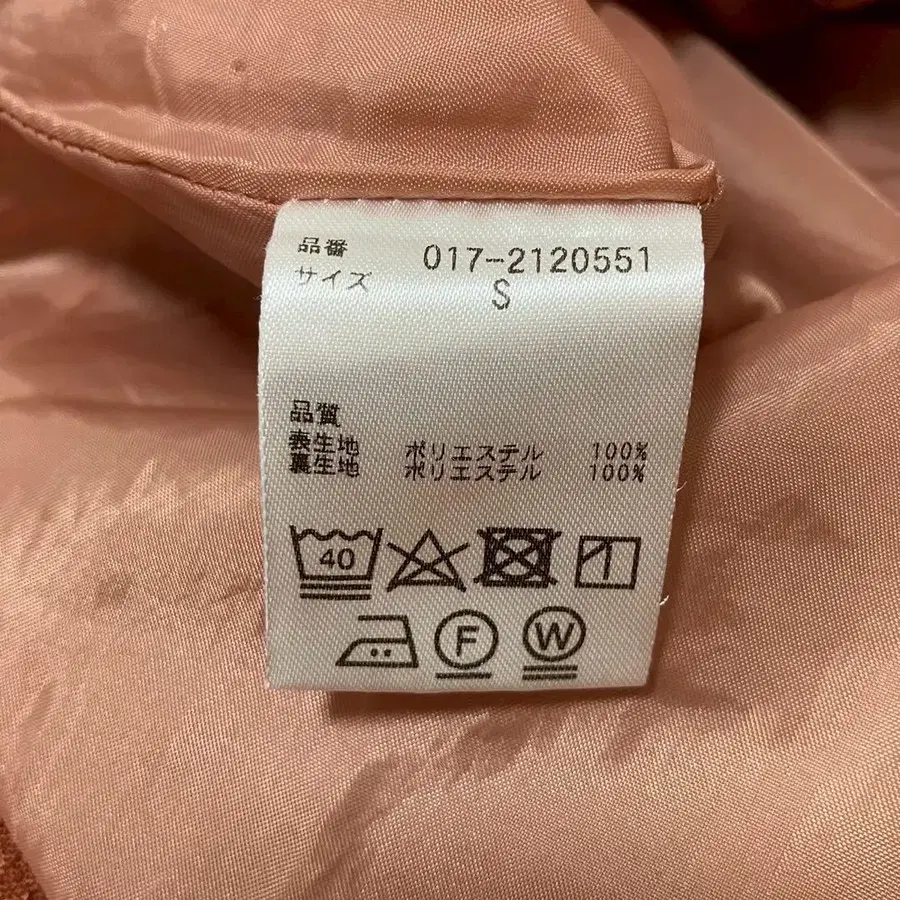 品番 017-2120551
サイズ S
品質
表生地 ポリエステル 100%
裏生地 ポリエステル 100%
40
F W